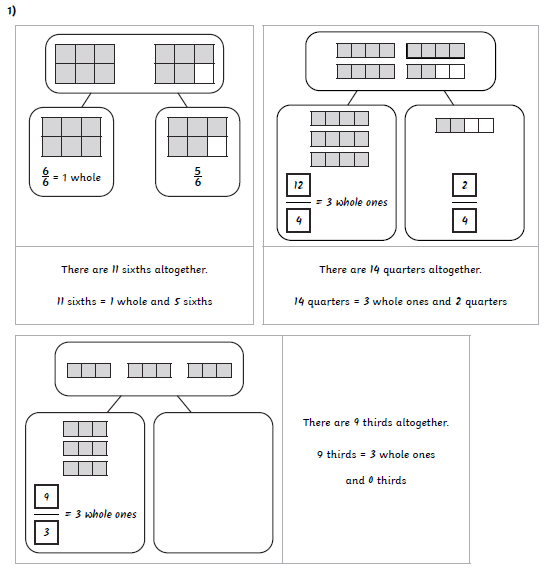 1)
6/6 = 1 whole
5/6
There are 11 sixths altogether.
11 sixths = 1 whole and 5 sixths
12/4 = 3 whole ones
2/4
There are 14 quarters altogether.
14 quarters = 3 whole ones and 2 quarters
9/3 = 3 whole ones
There are 9 thirds altogether.
9 thirds = 3 whole ones
and 0 thirds